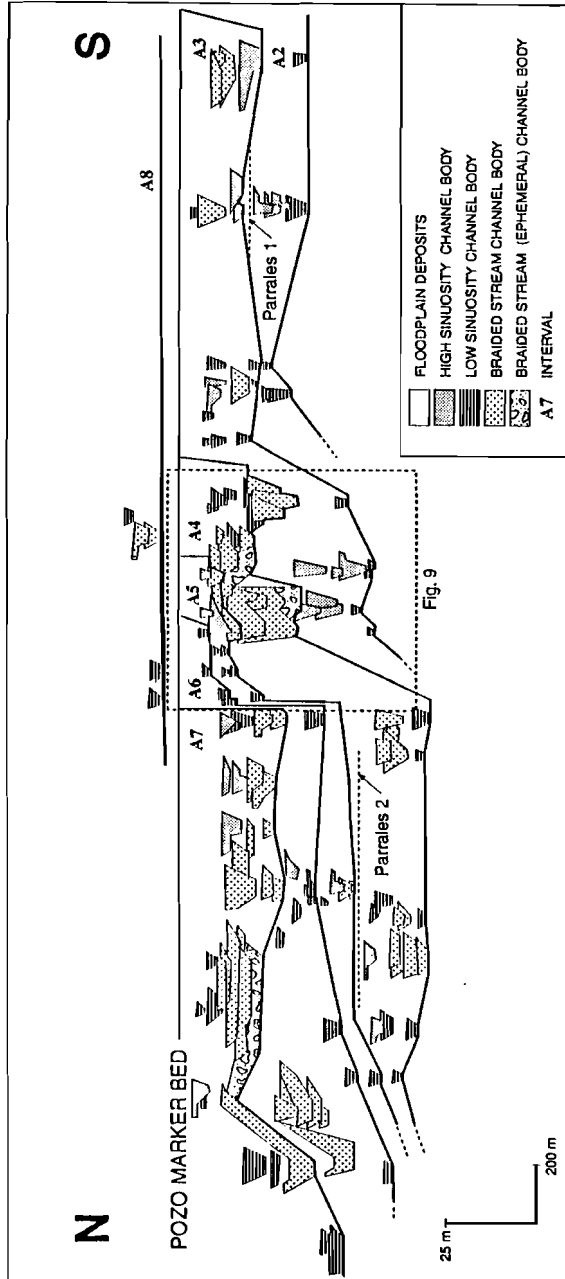 N
S
POZO MARKER BED
A8
A7
A6
A5
A4
A3
A2
Parrales 1
Parrales 2
Fig. 9
25 m
200 m
FLOODPLAIN DEPOSITS
HIGH SINUOSITY CHANNEL BODY
LOW SINUOSITY CHANNEL BODY
BRAIDED STREAM CHANNEL BODY
BRAIDED STREAM (EPHEMERAL) CHANNEL BODY
A7 INTERVAL